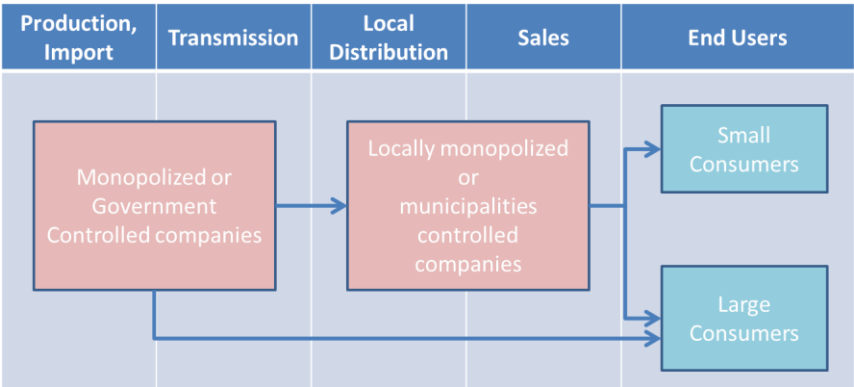 Production,
Import
Transmission
Local
Distribution
Sales
End Users
Monopolized or
Government
Controlled companies
Locally monopolized
or
municipalities
controlled
companies
Small
Consumers
Large
Consumers